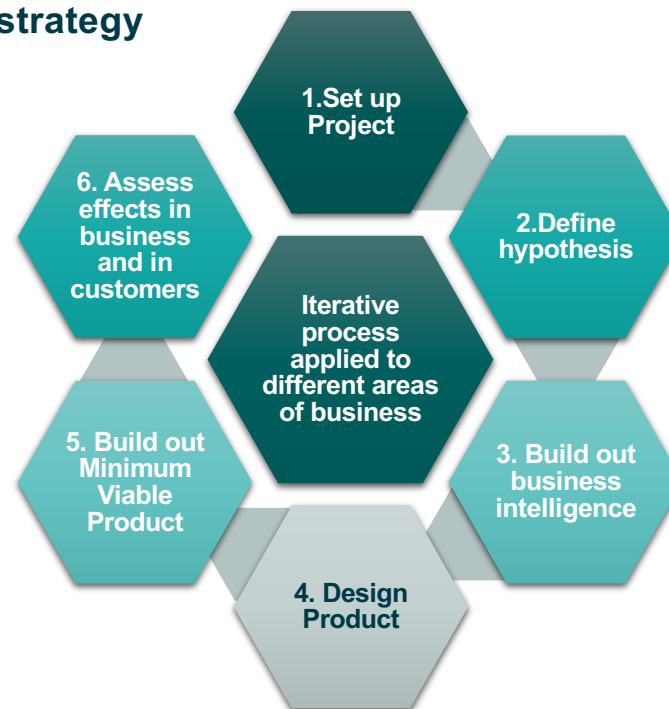 strategy
1.Set up
Project
2.Define
hypothesis
3. Build out
business
intelligence
4. Design
Product
5. Build out
Minimum
Viable
Product
6. Assess
effects in
business
and in
customers
Iterative
process
applied to
different areas
of business